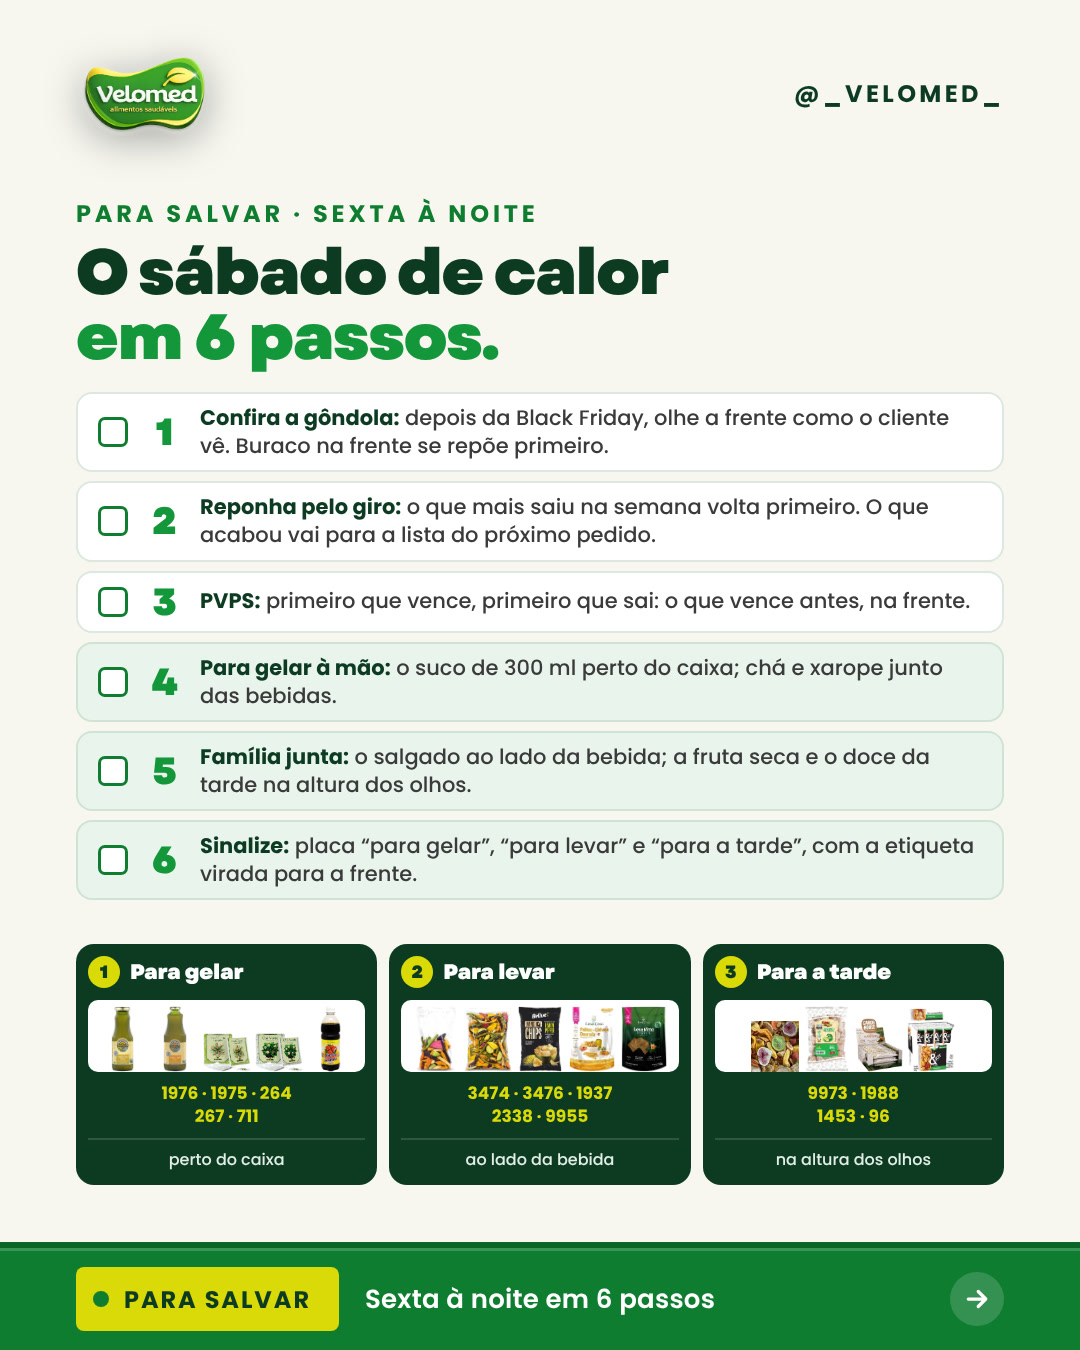 Velomed
alimentos saudáveis
@_VELOMED_
PARA SALVAR · SEXTA À NOITE
O sábado de calor
em 6 passos.
1 Confira a gôndola: depois da Black Friday, olhe a frente como o cliente
vê. Buraco na frente se repõe primeiro.
2 Reponha pelo giro: o que mais saiu na semana volta primeiro. O que
acabou vai para a lista do próximo pedido.
3 PVPS: primeiro que vence, primeiro que sai: o que vence antes, na frente.
4 Para gelar à mão: o suco de 300 ml perto do caixa; chá e xarope junto
das bebidas.
5 Família junta: o salgado ao lado da bebida; a fruta seca e o doce da
tarde na altura dos olhos.
6 Sinalize: placa “para gelar”, “para levar” e “para a tarde”, com a etiqueta
virada para a frente.
1 Para gelar
1976 · 1975 · 264
267 · 711
perto do caixa
2 Para levar
CHIPS
3474 · 3476 · 1937
2338 · 9955
ao lado da bebida
3 Para a tarde
9973 · 1988
1453 · 96
na altura dos olhos
PARA SALVAR
Sexta à noite em 6 passos